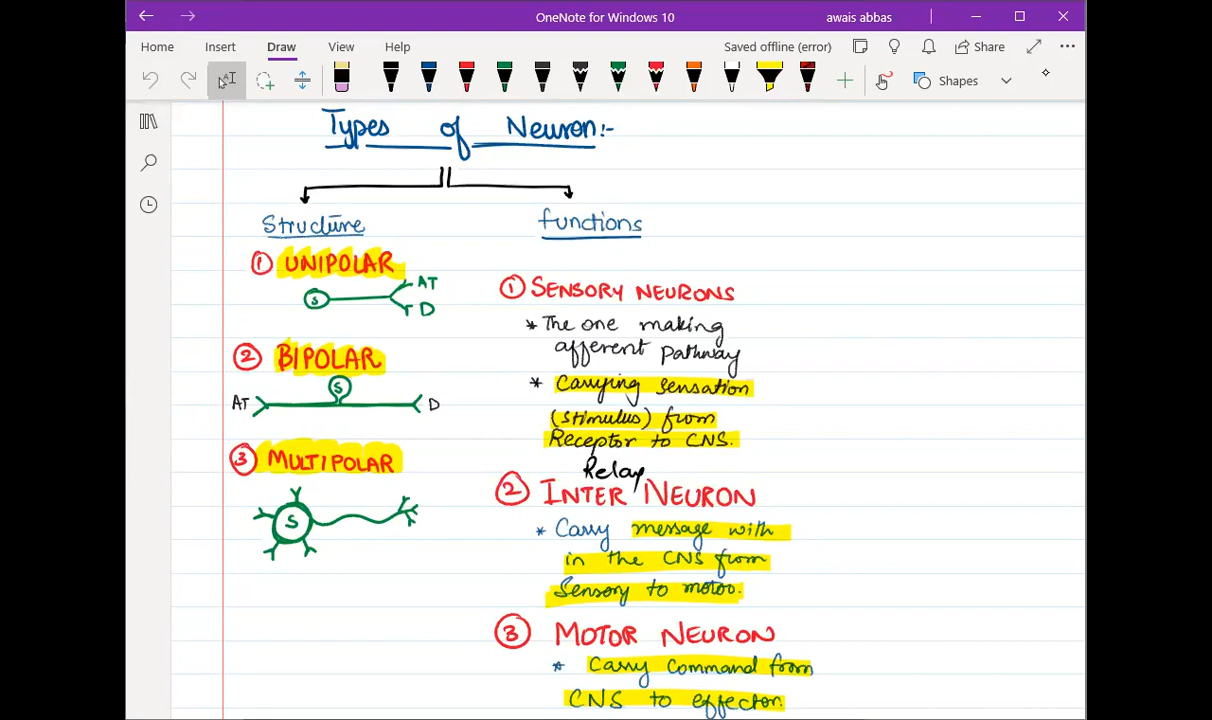 OneNote for Windows 10
awais abbas
Home Insert Draw View Help
Saved offline (error)
Share
Shapes
Types of Neuron:-
Structure
① UNIPOLAR
S
AT
D
② BIPOLAR
S
AT
D
③ MULTIPOLAR
S
functions
① SENSORY NEURONS
* The one making
afferent pathway
* Carrying sensation
(stimulus) from
Receptor to CNS.
Relay
② INTER NEURON
* Carry message with
in the CNS from
Sensory to motor.
③ MOTOR NEURON
* Carry command from
CNS to effector.